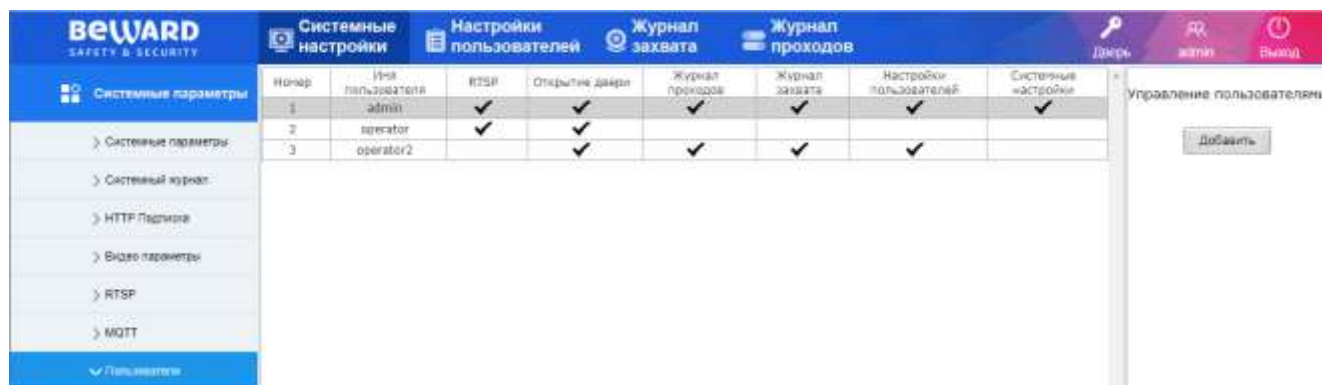 BEWARD
SAFETY & SECURITY
Системные настройки
Настройки пользователей
Журнал захвата
Журнал проходов
Дверь
admin
Выход
Системные параметры
Системные параметры
Системный журнал
HTTP Подписка
Видео параметры
RTSP
MQTT
Пользователи
Номер Имя пользователя RTSP Открытие двери Журнал проходов Журнал захвата Настройки пользователей Системные настройки
1 admin ✔ ✔ ✔ ✔ ✔ ✔
2 operator ✔ ✔
3 operator2 ✔ ✔ ✔ ✔
Управление пользователями
Добавить